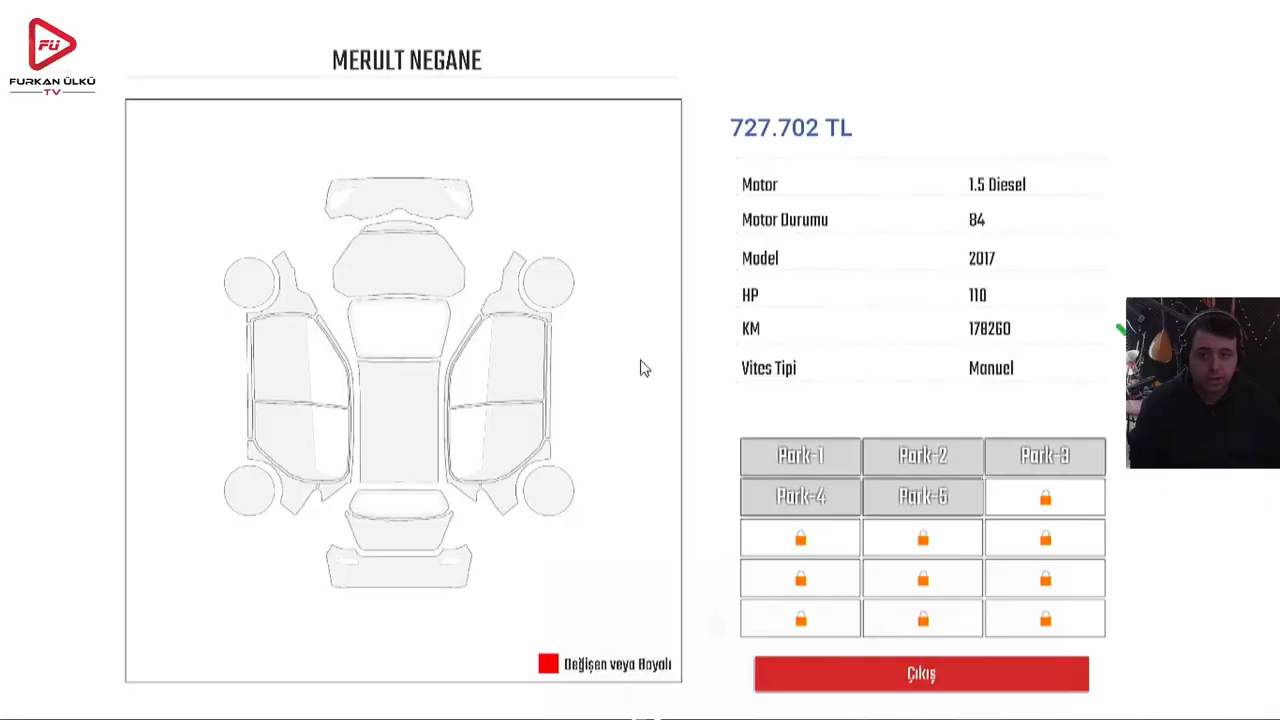 FU
FURKAN ÜLKÜ
TV
MERULT NEGANE
727.702 TL
Motor 1.5 Diesel
Motor Durumu 84
Model 2017
HP 110
KM 178260
Vites Tipi Manuel
Park-1 Park-2 Park-3
Park-4 Park-5
Değişen veya Boyalı
Çıkış